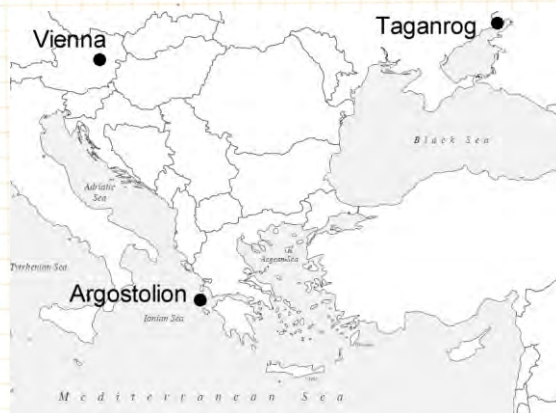 Taganrog
Vienna
Black Sea
Adriatic
Sea
Aegean Sea
Tyrrhenian Sea
Argostolion
Ionian Sea
Mediterranean Sea